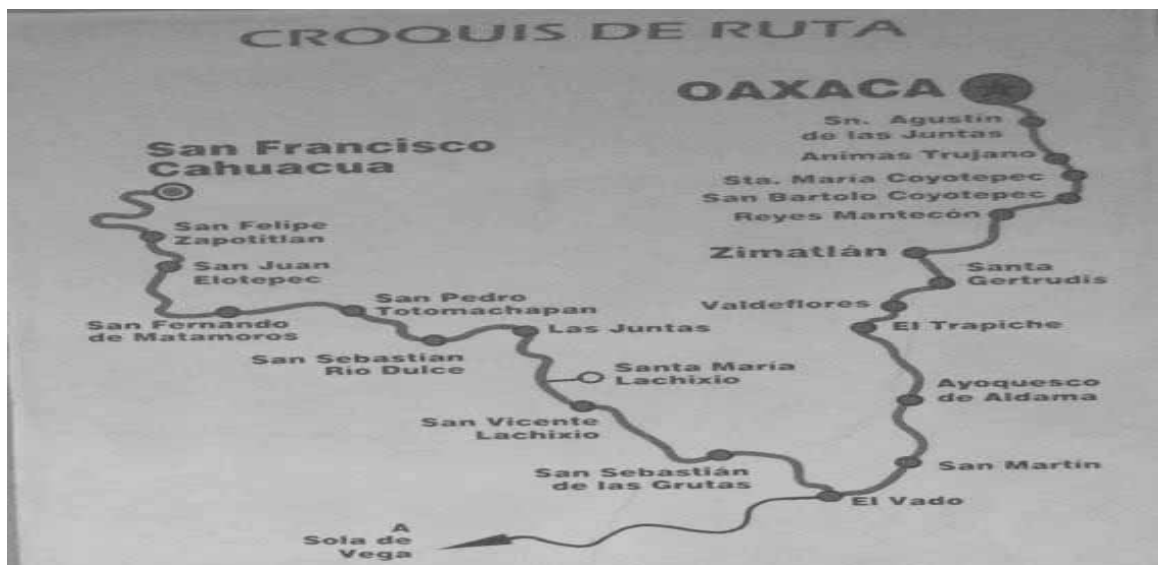 CROQUIS DE RUTA
OAXACA
Sn. Agustín
de las Juntas
Animas Trujano
Sta. María Coyotepec
San Bartolo Coyotepec
Reyes Mantecón
Zimatlán
Santa
Gertrudis
Valdeflores
El Trapiche
Ayoquesco
de Aldama
San Martín
El Vado
A
Sola de
Vega
San Sebastián
de las Grutas
San Vicente
Lachixio
Santa María
Lachixio
Las Juntas
San Sebastian
Rio Dulce
San Pedro
Totomachapan
San Fernando
de Matamoros
San Juan
Elotepec
San Felipe
Zapotitlan
San Francisco
Cahuacua